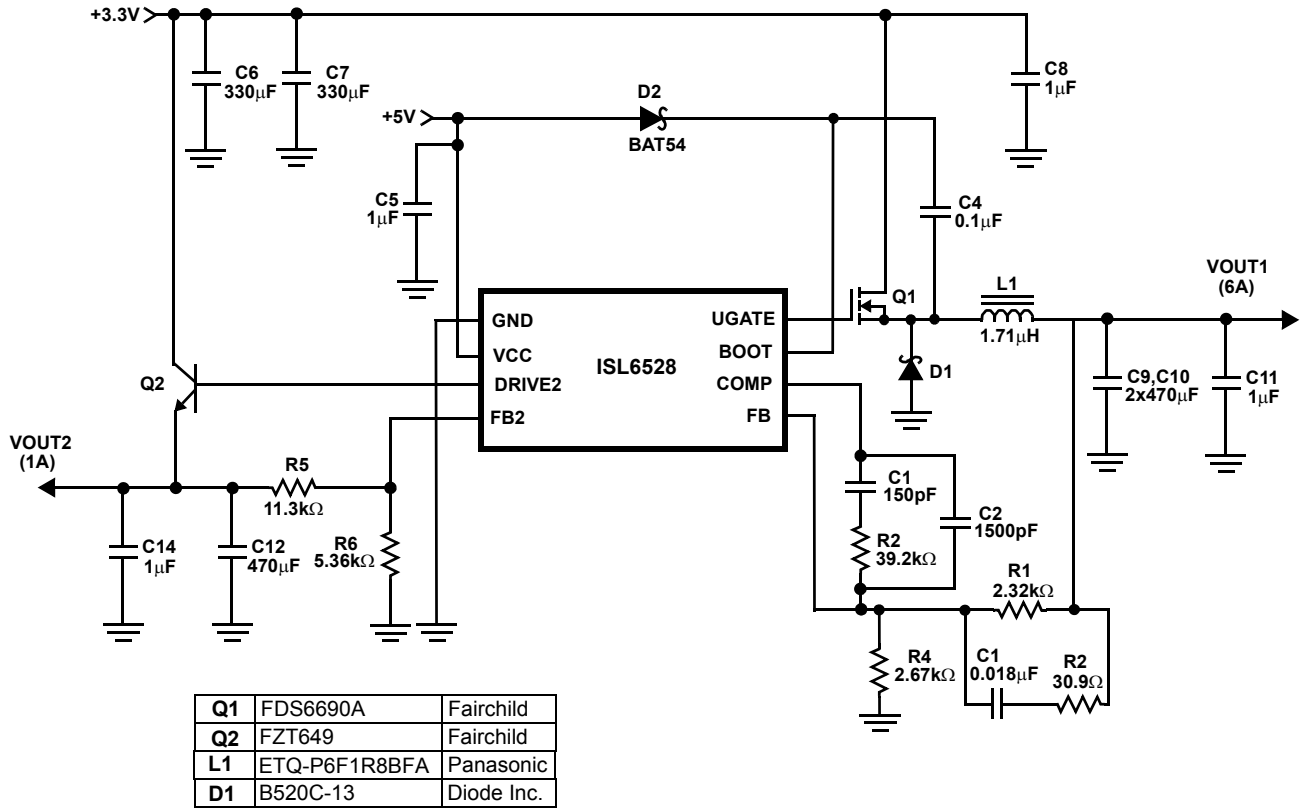 +3.3V
C6
330μF
C7
330μF
C8
1μF
+5V
D2
BAT54
C5
1μF
C4
0.1μF
Q1
L1
1.71μH
VOUT1
(6A)
GND
VCC
DRIVE2
FB2
ISL6528
UGATE
BOOT
COMP
FB
D1
C9,C10
2x470μF
C11
1μF
Q2
VOUT2
(1A)
R5
11.3kΩ
C14
1μF
C12
470μF
R6
5.36kΩ
C1
150pF
C2
1500pF
R2
39.2kΩ
R1
2.32kΩ
R4
2.67kΩ
C1
0.018μF
R2
30.9Ω
Q1 FDS6690A Fairchild
Q2 FZT649 Fairchild
L1 ETQ-P6F1R8BFA Panasonic
D1 B520C-13 Diode Inc.